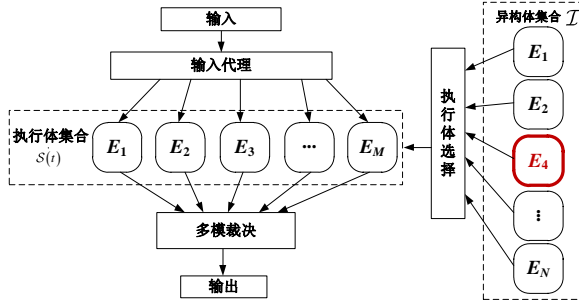 输入
输入代理
执行体集合
S(t)
E1
E2
E3
...
EM
多模裁决
输出
执行体选择
异构体集合 D
E1
E2
E4
⋮
EN